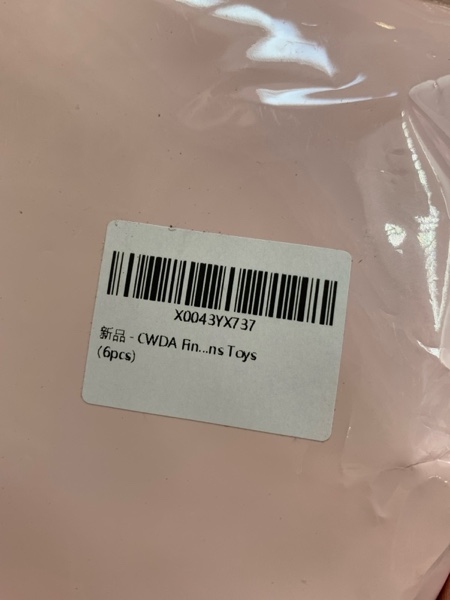 X0043YX737
新品 - CWDA Fin...ns Toys
(6pcs)